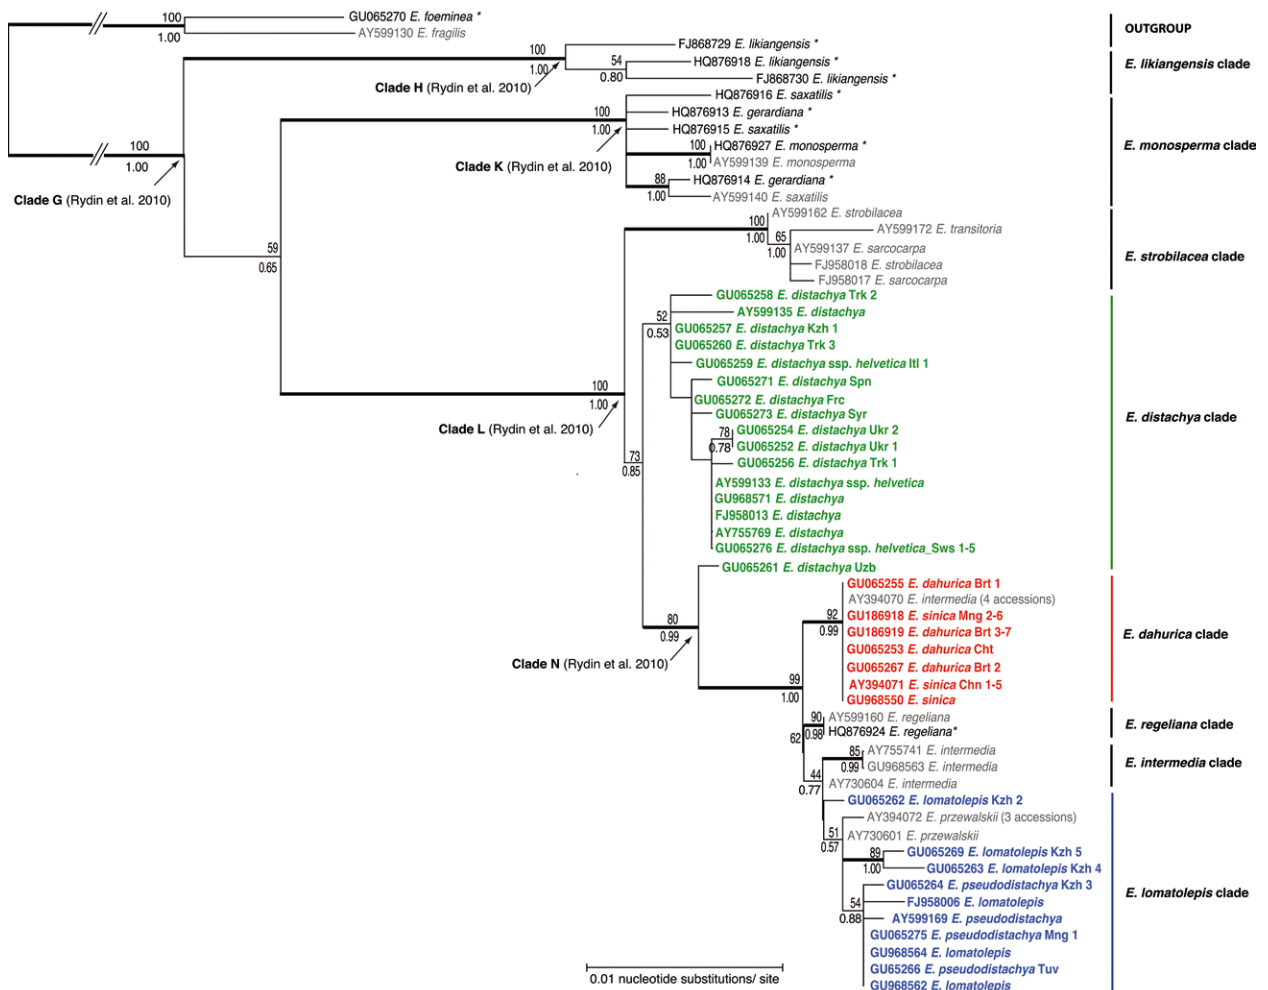 100
GU065270 E. foeminea *
OUTGROUP
1.00
AY599130 E. fragilis
FJ868729 E. likiangensis *
100
54
HQ876918 E. likiangensis *
E. likiangensis clade
1.00
0.80
FJ868730 E. likiangensis *
Clade H (Rydin et al. 2010)
HQ876916 E. saxatilis *
100
HQ876913 E. gerardiana *
1.00
HQ876915 E. saxatilis *
100
HQ876927 E. monosperma *
E. monosperma clade
100
1.00
AY599139 E. monosperma
1.00
Clade K (Rydin et al. 2010)
88
HQ876914 E. gerardiana *
1.00
AY599140 E. saxatilis
Clade G (Rydin et al. 2010)
AY599162 E. strobilacea
100
AY599172 E. transitoria
1.00
65
59
1.00
AY599137 E. sarcocarpa
E. strobilacea clade
0.65
FJ958018 E. strobilacea
FJ958017 E. sarcocarpa
GU065258 E. distachya Trk 2
52
AY599135 E. distachya
0.53
GU065257 E. distachya Kzh 1
GU065260 E. distachya Trk 3
GU065259 E. distachya ssp. helvetica Itl 1
100
GU065271 E. distachya Spn
1.00
GU065272 E. distachya Frc
GU065273 E. distachya Syr
E. distachya clade
Clade L (Rydin et al. 2010)
78
GU065254 E. distachya Ukr 2
0.78
GU065252 E. distachya Ukr 1
73
GU065256 E. distachya Trk 1
0.85
AY599133 E. distachya ssp. helvetica
GU968571 E. distachya
FJ958013 E. distachya
AY755769 E. distachya
GU065276 E. distachya ssp. helvetica_Sws 1-5
GU065261 E. distachya Uzb
GU065255 E. dahurica Brt 1
AY394070 E. intermedia (4 accessions)
80
92
GU186918 E. sinica Mng 2-6
0.99
0.99
GU186919 E. dahurica Brt 3-7
E. dahurica clade
GU065253 E. dahurica Cht
Clade N (Rydin et al. 2010)
GU065267 E. dahurica Brt 2
99
AY394071 E. sinica Chn 1-5
1.00
GU968550 E. sinica
90
AY599160 E. regeliana
E. regeliana clade
62
0.98
HQ876924 E. regeliana*
85
AY755741 E. intermedia
0.99
GU968563 E. intermedia
E. intermedia clade
44
0.77
AY730604 E. intermedia
GU065262 E. lomatolepis Kzh 2
AY394072 E. przewalskii (3 accessions)
51
AY730601 E. przewalskii
0.57
89
GU065269 E. lomatolepis Kzh 5
1.00
GU065263 E. lomatolepis Kzh 4
GU065264 E. pseudodistachya Kzh 3
E. lomatolepis clade
54
FJ958006 E. lomatolepis
0.88
AY599169 E. pseudodistachya
GU065275 E. pseudodistachya Mng 1
GU968564 E. lomatolepis
GU65266 E. pseudodistachya Tuv
GU968562 E. lomatolepis
0.01 nucleotide substitutions/ site